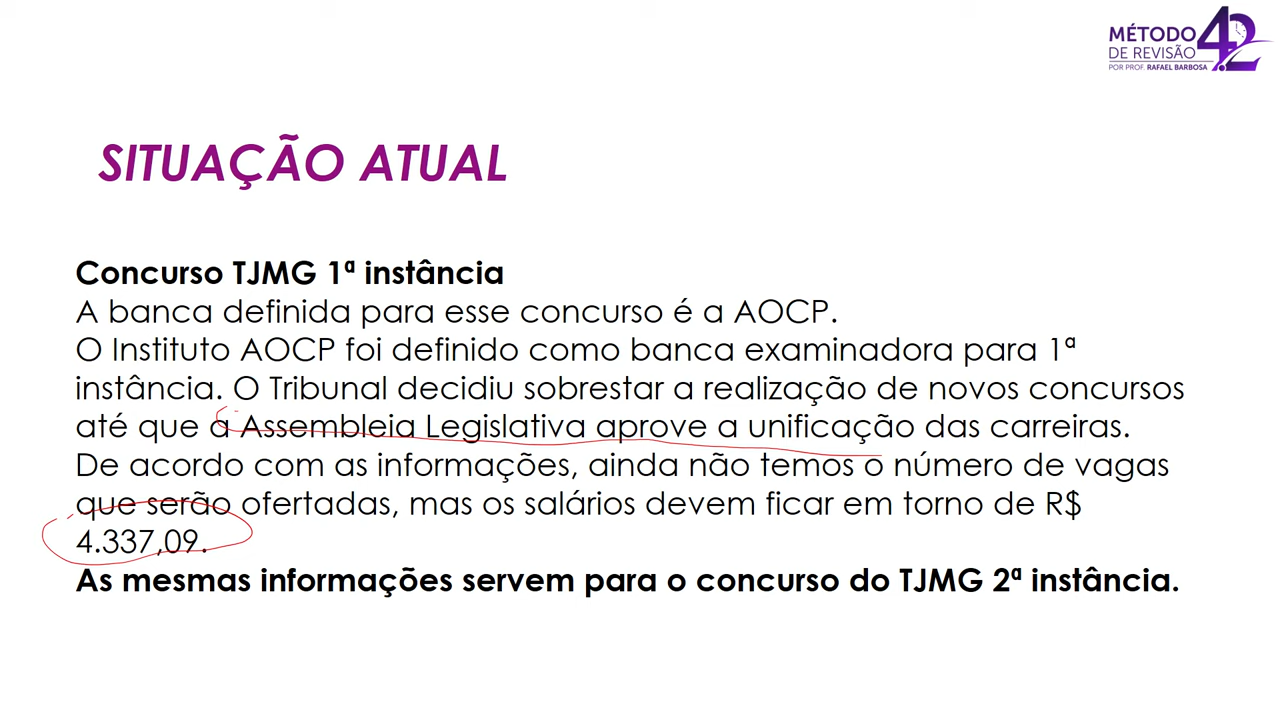 MÉTODO 4.2
DE REVISÃO
POR PROF. RAFAEL BARBOSA
SITUAÇÃO ATUAL
Concurso TJMG 1ª instância
A banca definida para esse concurso é a AOCP.
O Instituto AOCP foi definido como banca examinadora para 1ª
instância. O Tribunal decidiu sobrestar a realização de novos concursos
até que a Assembleia Legislativa aprove a unificação das carreiras.
De acordo com as informações, ainda não temos o número de vagas
que serão ofertadas, mas os salários devem ficar em torno de R$
4.337,09.
As mesmas informações servem para o concurso do TJMG 2ª instância.